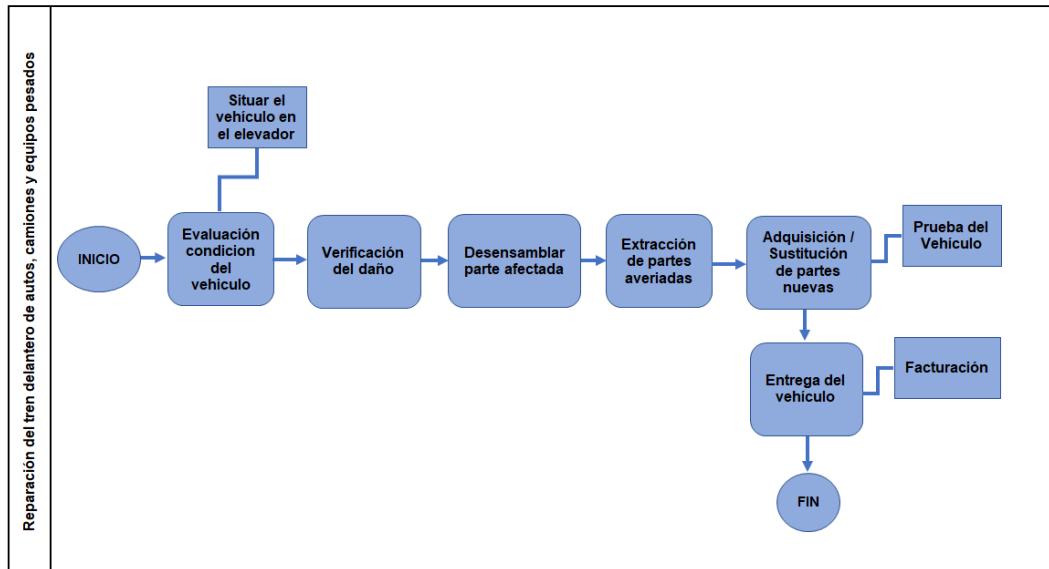 Reparación del tren delantero de autos, camiones y equipos pesados
Situar el
vehículo en
el elevador
INICIO
Evaluación
condicion
del
vehiculo
Verificación
del daño
Desensamblar
parte afectada
Extracción
de partes
averiadas
Adquisición /
Sustitución
de partes
nuevas
Prueba del
Vehículo
Entrega del
vehículo
Facturación
FIN